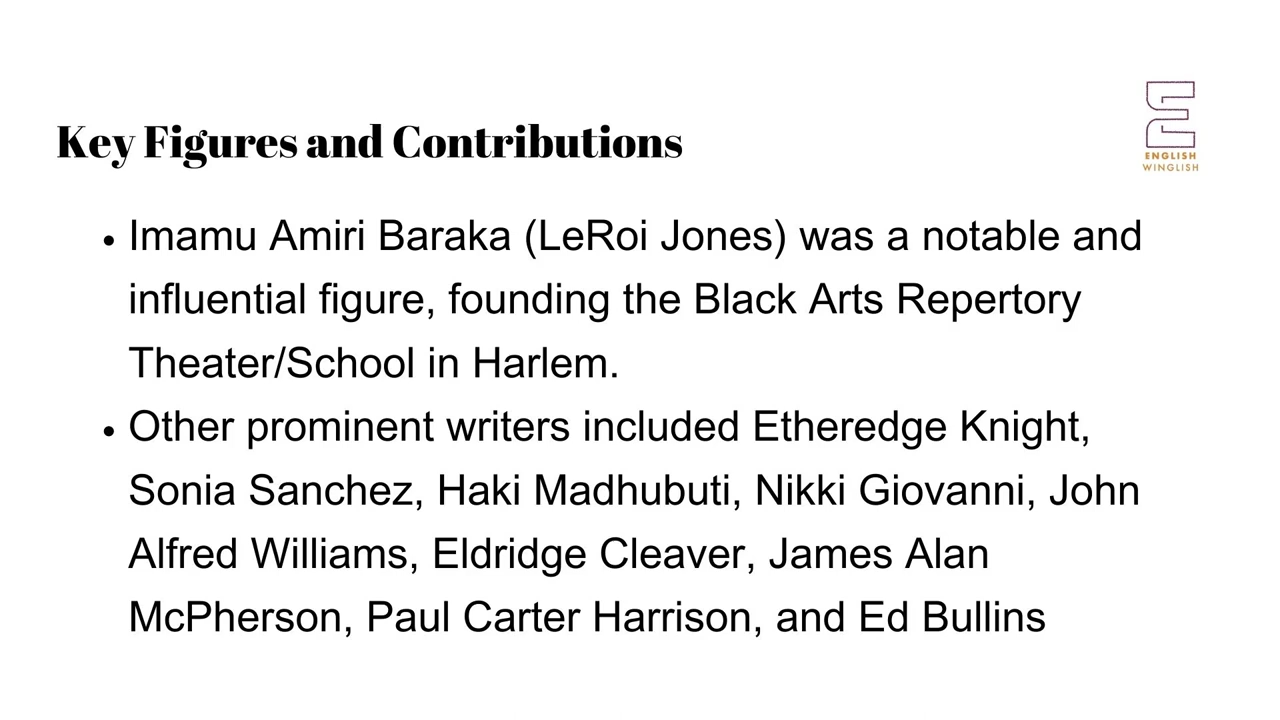 Key Figures and Contributions
ENGLISH
WINGLISH
• Imamu Amiri Baraka (LeRoi Jones) was a notable and
influential figure, founding the Black Arts Repertory
Theater/School in Harlem.
• Other prominent writers included Etheredge Knight,
Sonia Sanchez, Haki Madhubuti, Nikki Giovanni, John
Alfred Williams, Eldridge Cleaver, James Alan
McPherson, Paul Carter Harrison, and Ed Bullins